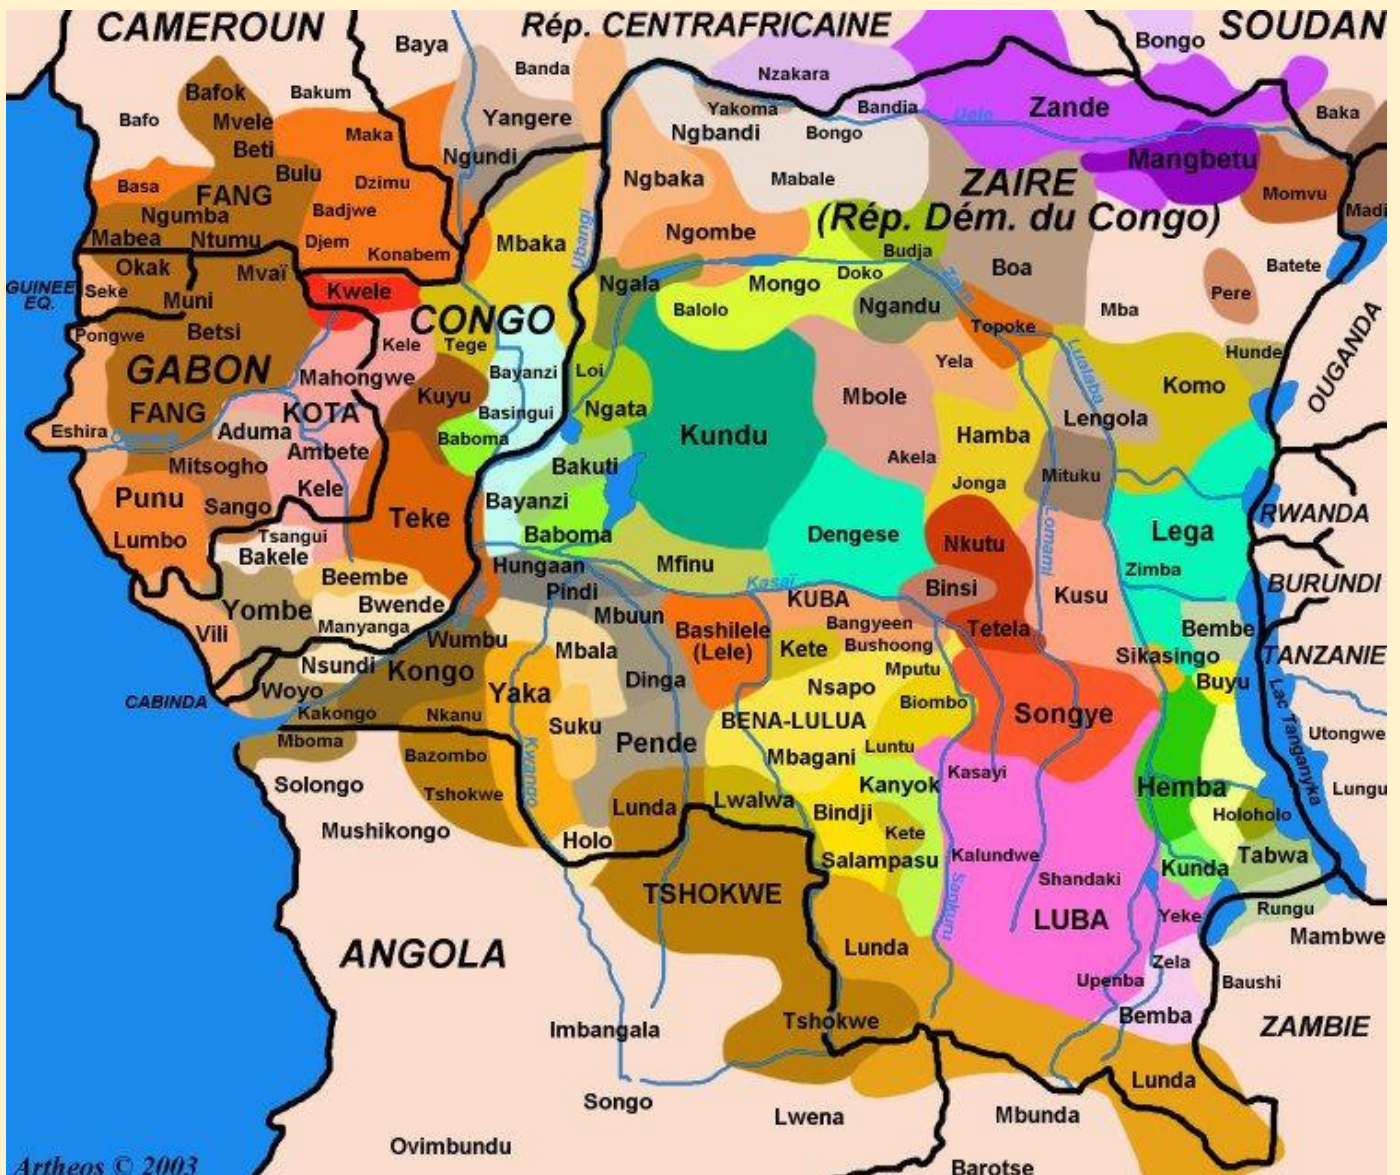 CAMEROUN
Rép. CENTRAFRICAINE
SOUDAN
Baya
Bongo
Banda
Nzakara
Bafok
Bakum
Yakoma
Bandia
Zande
Bafo
Mvele
Maka
Yangere
Uele
Baka
Ngbandi
Bongo
Beti
Ngundi
Mangbetu
Basa
Bulu
Dzimu
Ngbaka
Mabale
ZAIRE
Momvu
FANG
(Rép. Dém. du Congo)
Ngumba
Badjwe
Madi
Mabea
Ntumu
Djem
Konabem
Mbaka
Ubangi
Ngombe
Budja
Okak
Mvaï
Doko
Boa
Batete
GUINEE
EQ.
Seke
Muni
Kwele
Ngala
Mongo
Zaïre
Pere
Pongwe
Betsi
CONGO
Balolo
Ngandu
Mba
Topoke
Kele
Tege
Lualaba
Hunde
OUGANDA
GABON
Mahongwe
Bayanzi
Loi
Yela
Komo
Kuyu
Mbole
FANG
KOTA
Basingui
Ngata
Lengola
Eshira
Aduma
Baboma
Kundu
Hamba
Ambete
Akela
Mitsogho
Bakuti
Mituku
Kele
Jonga
Punu
Sango
Bayanzi
RWANDA
Teke
Lomami
Lumbo
Tsangui
Baboma
Dengese
Nkutu
Lega
Bakele
Hungaan
Mfinu
Zimba
Beembe
Pindi
Kasaï
Binsi
Kusu
BURUNDI
Yombe
Bwende
Mbuun
KUBA
Vili
Manyanga
Wumbu
Bashilele
(Lele)
Bangyeen
Tetela
Bembe
Mbala
Kete
Bushoong
Sikasingo
TANZANIE
Nsundi
Kongo
Mputu
Woyo
Yaka
Dinga
Nsapo
Buyu
CABINDA
Biombo
Lac Tanganyka
Kakongo
Nkanu
Suku
BENA-LULUA
Songye
Mboma
Pende
Luntu
Utongwe
Bazombo
Mbagani
Kasayi
Solongo
Kwango
Kanyok
Hemba
Lungu
Tshokwe
Lunda
Lwalwa
Bindji
Holoholo
Mushikongo
Holo
Kete
Salampasu
Kalundwe
Tabwa
Kunda
TSHOKWE
Shandaki
Sankuru
Rungu
LUBA
Yeke
Mambwe
ANGOLA
Lunda
Zela
Upenba
Baushi
Imbangala
Tshokwe
Bemba
ZAMBIE
Lunda
Songo
Lwena
Mbunda
Ovimbundu
Barotse
Artheos © 2003